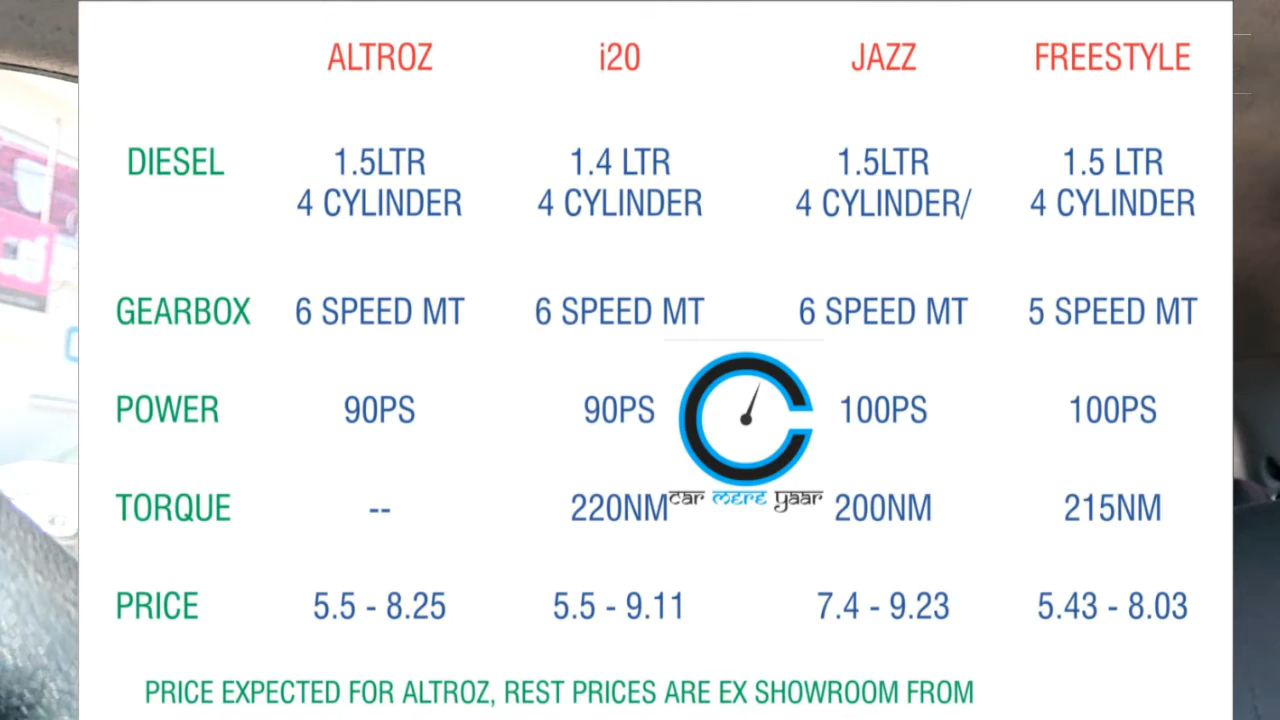 ALTROZ i20 JAZZ FREESTYLE
DIESEL 1.5LTR 1.4 LTR 1.5LTR 1.5 LTR
4 CYLINDER 4 CYLINDER 4 CYLINDER/ 4 CYLINDER
GEARBOX 6 SPEED MT 6 SPEED MT 6 SPEED MT 5 SPEED MT
POWER 90PS 90PS 100PS 100PS
TORQUE -- 220NM 200NM 215NM
car mere yaar
PRICE 5.5 - 8.25 5.5 - 9.11 7.4 - 9.23 5.43 - 8.03
PRICE EXPECTED FOR ALTROZ, REST PRICES ARE EX SHOWROOM FROM